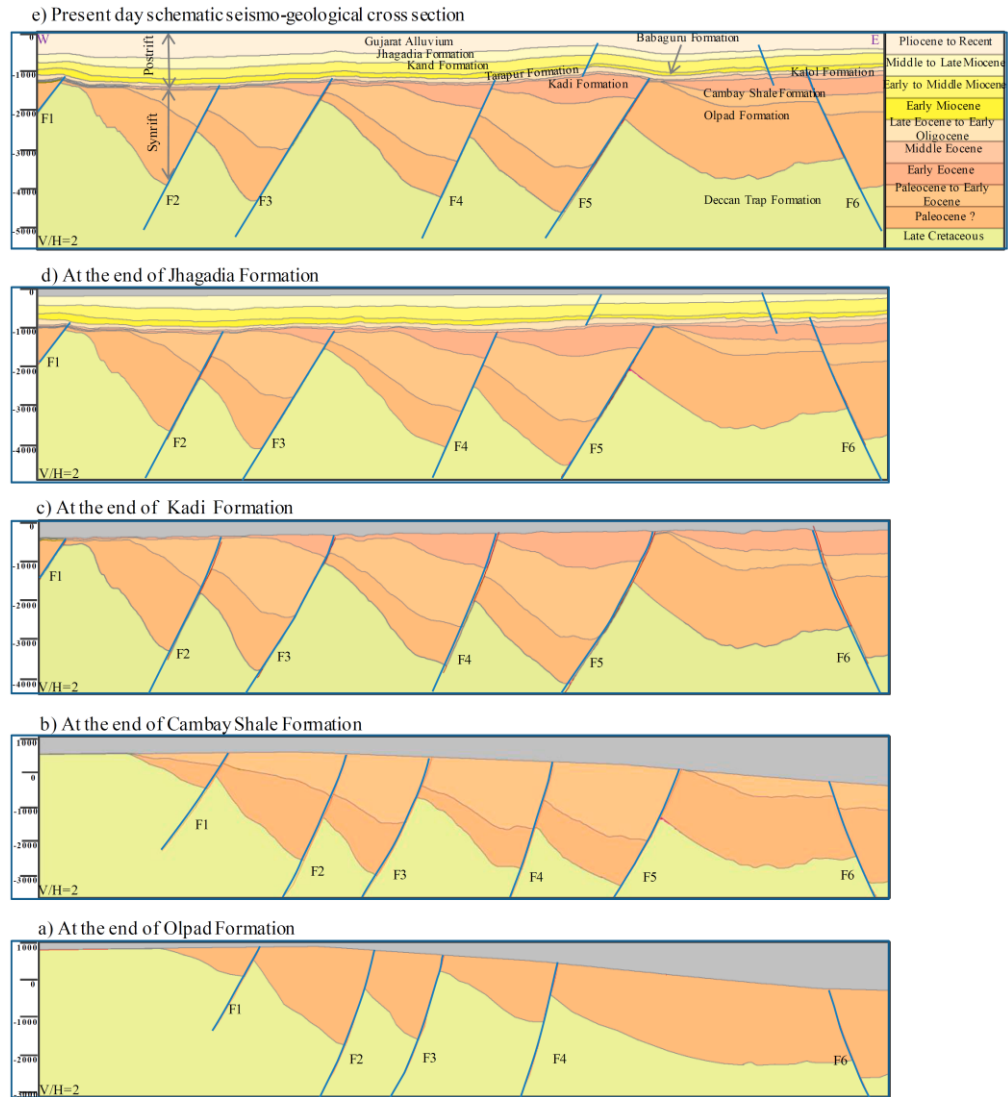 e) Present day schematic seismo-geological cross section
W
E
0
-1000
-2000
-3000
-4000
-5000
Postrift
Synrift
Gujarat Alluvium
Jhagadia Formation
Kand Formation
Tarapur Formation
Babaguru Formation
Kadi Formation
Kalol Formation
Cambay Shale Formation
Olpad Formation
Deccan Trap Formation
F1
F2
F3
F4
F5
F6
V/H=2
Pliocene to Recent
Middle to Late Miocene
Early to Middle Miocene
Early Miocene
Late Eocene to Early
Oligocene
Middle Eocene
Early Eocene
Paleocene to Early
Eocene
Paleocene ?
Late Cretaceous
d) At the end of Jhagadia Formation
0
-1000
-2000
-3000
-4000
F1
F2
F3
F4
F5
F6
V/H=2
c) At the end of Kadi Formation
0
-1000
-2000
-3000
-4000
F1
F2
F3
F4
F5
F6
V/H=2
b) At the end of Cambay Shale Formation
1000
0
-1000
-2000
-3000
F1
F2
F3
F4
F5
F6
V/H=2
a) At the end of Olpad Formation
1000
0
-1000
-2000
F1
F2
F3
F4
F6
V/H=2